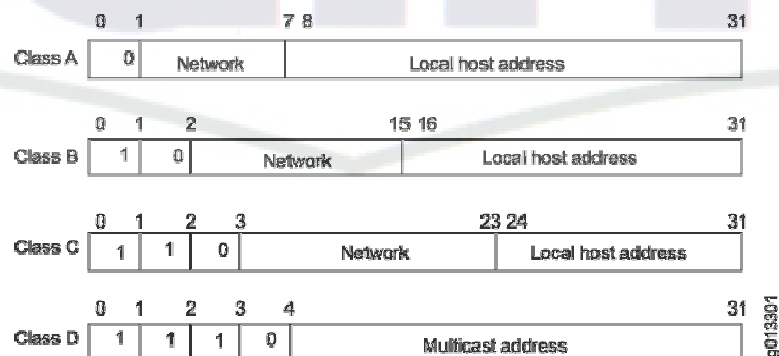 0 1 7 8 31
Class A 0 Network Local host address
0 1 2 15 16 31
Class B 1 0 Network Local host address
0 1 2 3 23 24 31
Class C 1 1 0 Network Local host address
0 1 2 3 4 31
Class D 1 1 1 0 Multicast address
g013301